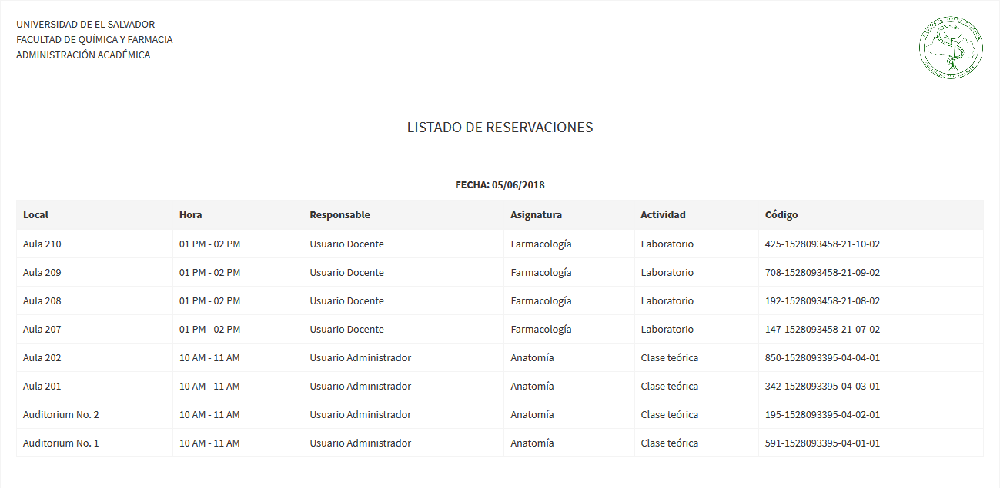 UNIVERSIDAD DE EL SALVADOR
FACULTAD DE QUÍMICA Y FARMACIA
ADMINISTRACIÓN ACADÉMICA
LISTADO DE RESERVACIONES
FECHA: 05/06/2018
Local Hora Responsable Asignatura Actividad Código
Aula 210 01 PM - 02 PM Usuario Docente Farmacología Laboratorio 425-1528093458-21-10-02
Aula 209 01 PM - 02 PM Usuario Docente Farmacología Laboratorio 708-1528093458-21-09-02
Aula 208 01 PM - 02 PM Usuario Docente Farmacología Laboratorio 192-1528093458-21-08-02
Aula 207 01 PM - 02 PM Usuario Docente Farmacología Laboratorio 147-1528093458-21-07-02
Aula 202 10 AM - 11 AM Usuario Administrador Anatomía Clase teórica 850-1528093395-04-04-01
Aula 201 10 AM - 11 AM Usuario Administrador Anatomía Clase teórica 342-1528093395-04-03-01
Auditorium No. 2 10 AM - 11 AM Usuario Administrador Anatomía Clase teórica 195-1528093395-04-02-01
Auditorium No. 1 10 AM - 11 AM Usuario Administrador Anatomía Clase teórica 591-1528093395-04-01-01